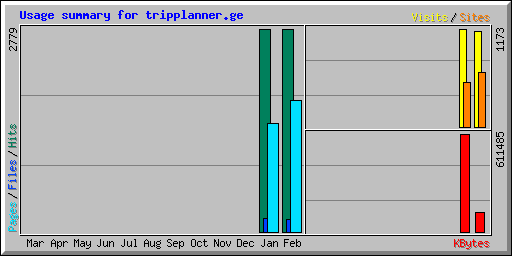 Usage summary for tripplanner.ge
Visits / Sites
2779
1173
Pages / Files / Hits
611485
Mar Apr May Jun Jul Aug Sep Oct Nov Dec Jan Feb
KBytes